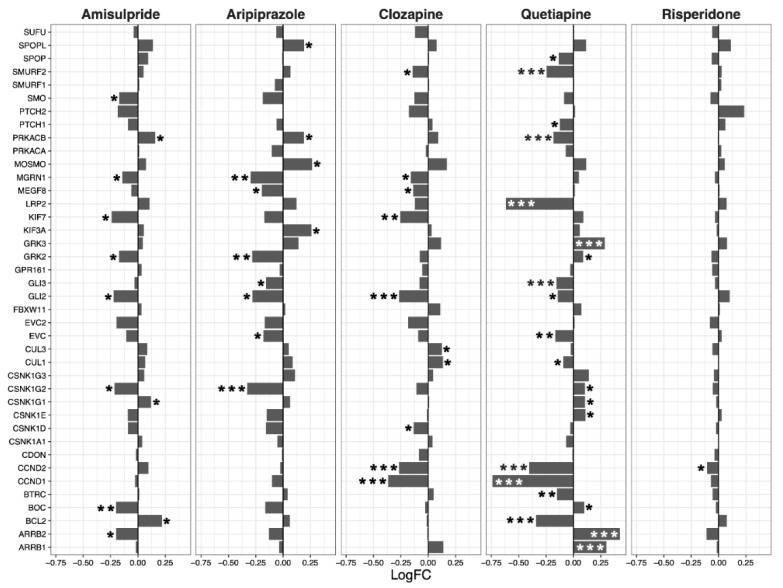 Amisulpride Aripiprazole Clozapine Quetiapine Risperidone
SUFU
SPOPL *
SPOP *
SMURF2 * ***
SMURF1
SMO *
PTCH2
PTCH1 *
PRKACB * * ***
PRKACA
MOSMO *
MGRN1 * ** *
MEGF8 * *
LRP2 ***
KIF7 * **
KIF3A *
GRK3 ***
GRK2 * ** *
GPR161
GLI3 * ***
GLI2 * * *** *
FBXW11
EVC2
EVC * **
CUL3 *
CUL1 * *
CSNK1G3
CSNK1G2 * *** *
CSNK1G1 * *
CSNK1E *
CSNK1D *
CSNK1A1
CDON
CCND2 *** *** *
CCND1 *** ***
BTRC **
BOC ** *
BCL2 * ***
ARRB2 * ***
ARRB1 ***
−0.75 −0.50 −0.25 0.00 0.25 −0.75 −0.50 −0.25 0.00 0.25 −0.75 −0.50 −0.25 0.00 0.25 −0.75 −0.50 −0.25 0.00 0.25 −0.75 −0.50 −0.25 0.00 0.25
LogFC